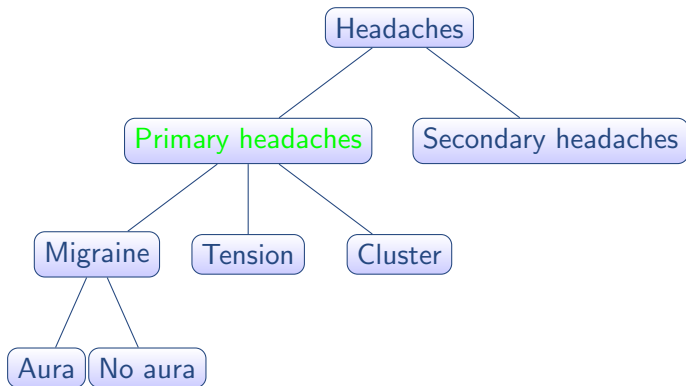 Headaches
Primary headaches
Secondary headaches
Migraine
Tension
Cluster
Aura
No aura